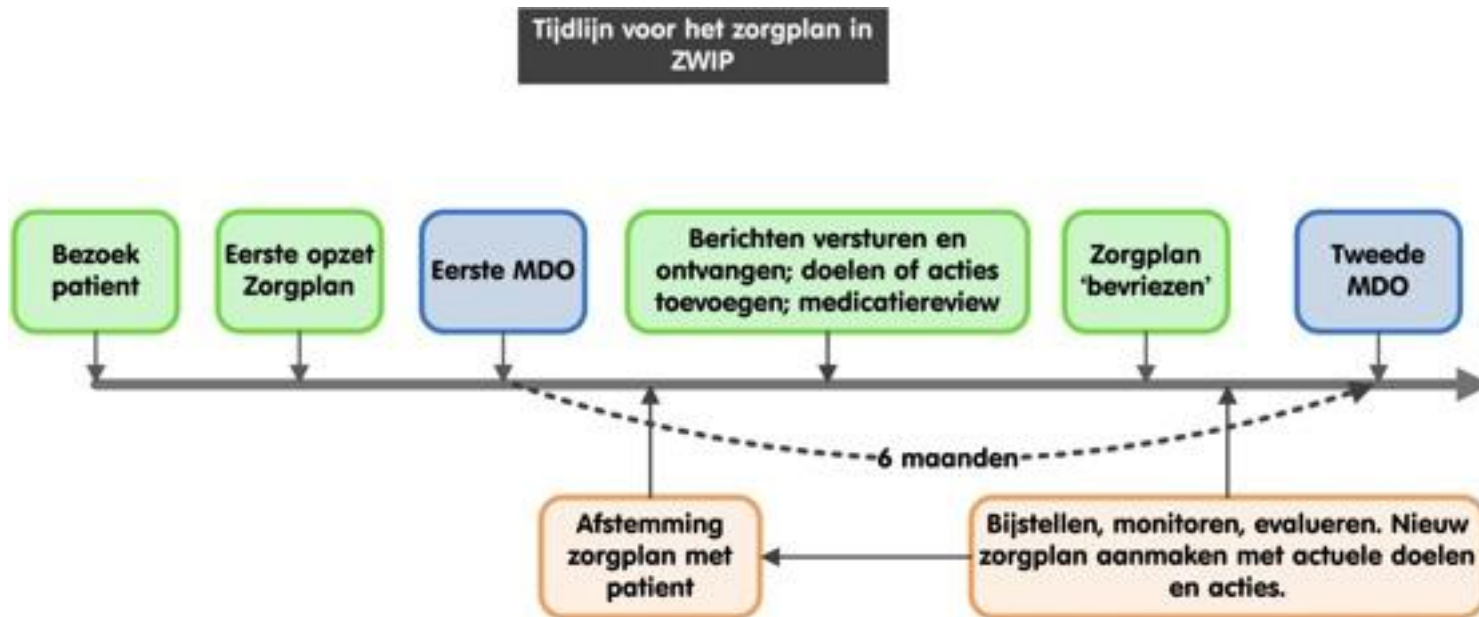 Tijdlijn voor het zorgplan in
ZWIP
Bezoek
patient
Eerste opzet
Zorgplan
Eerste MDO
Berichten versturen en
ontvangen; doelen of acties
toevoegen; medicatiereview
Zorgplan
‘bevriezen’
Tweede
MDO
6 maanden
Afstemming
zorgplan met
patient
Bijstellen, monitoren, evalueren. Nieuw
zorgplan aanmaken met actuele doelen
en acties.